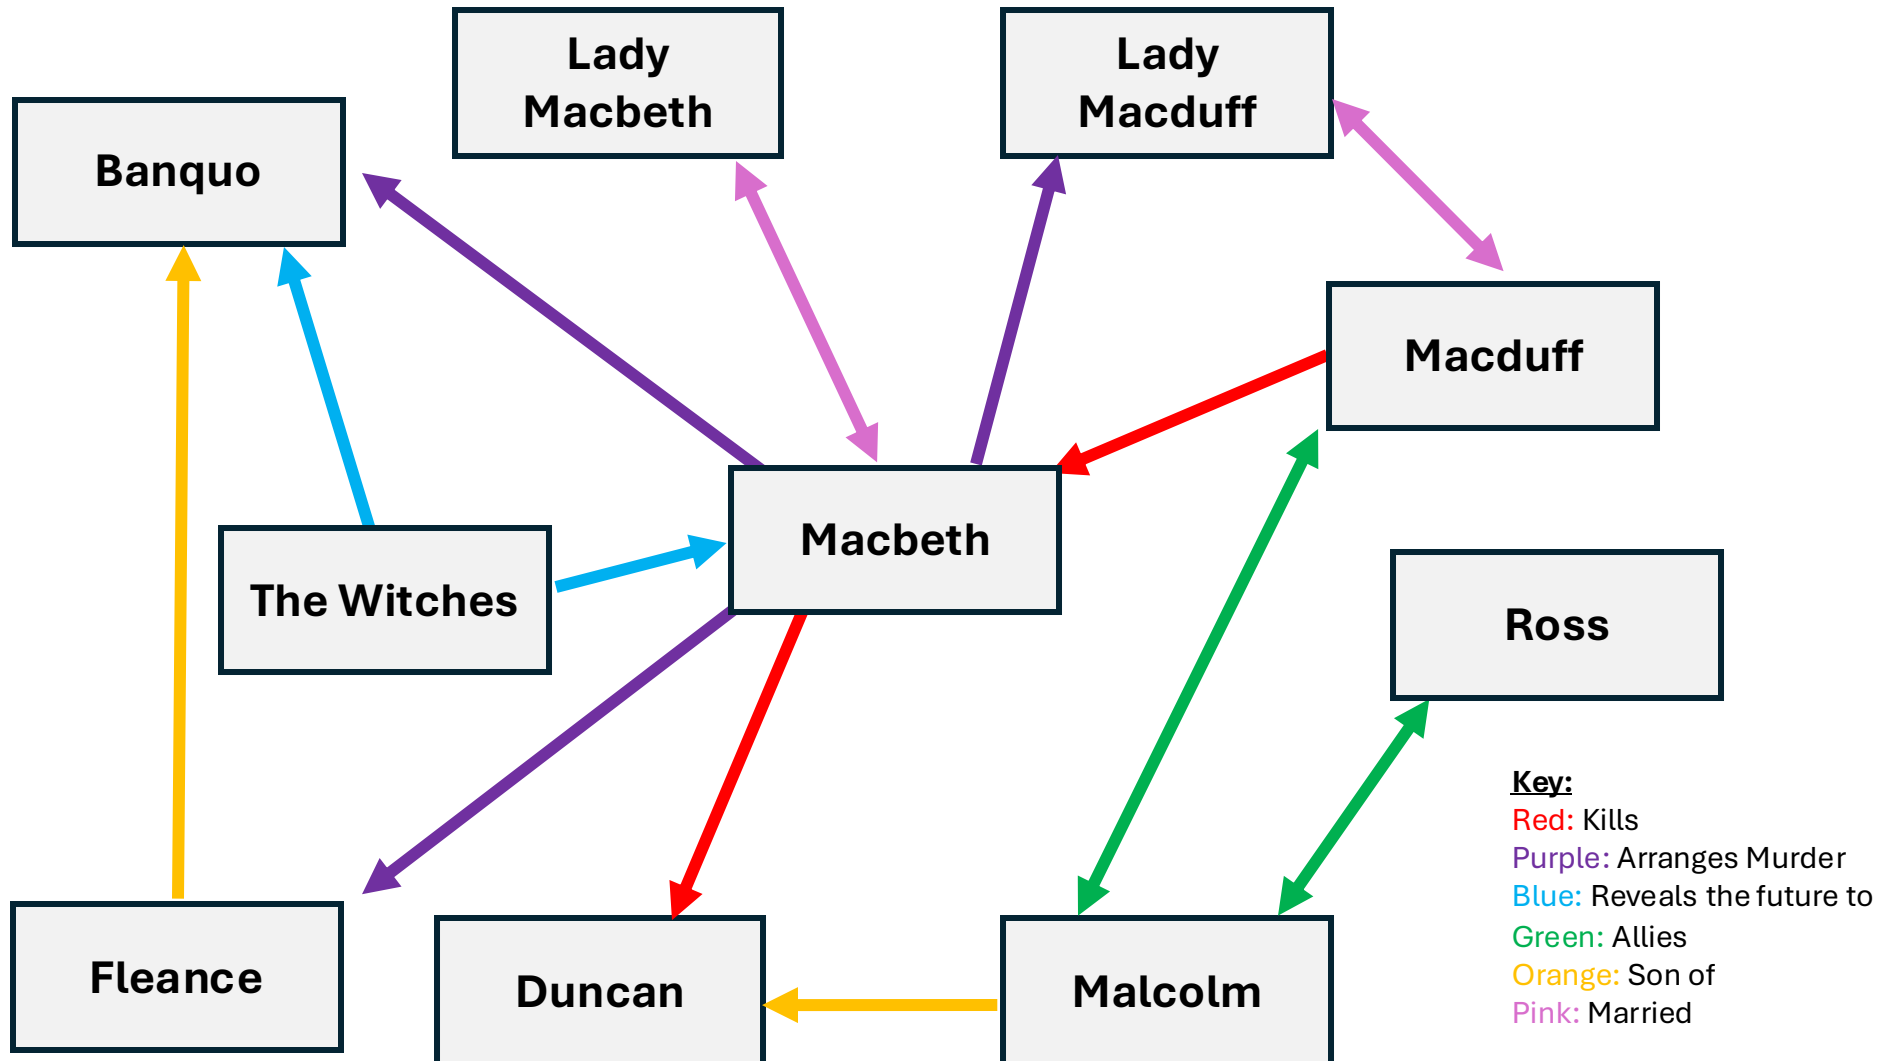 Lady
Macbeth
Lady
Macduff
Banquo
Macduff
Macbeth
The Witches
Ross
Fleance
Duncan
Malcolm
Key:
Red: Kills
Purple: Arranges Murder
Blue: Reveals the future to
Green: Allies
Orange: Son of
Pink: Married